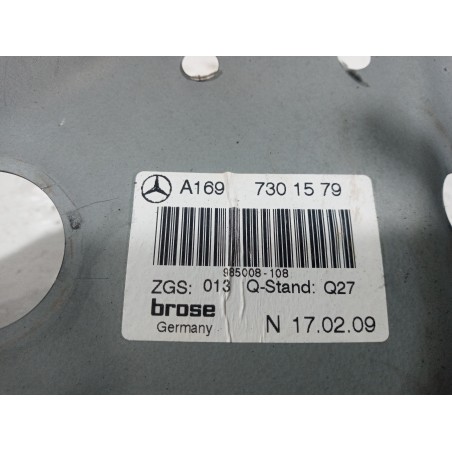 A169 730 15 79
985008-108
ZGS: 013 Q-Stand: Q27
brose
Germany N 17.02.09